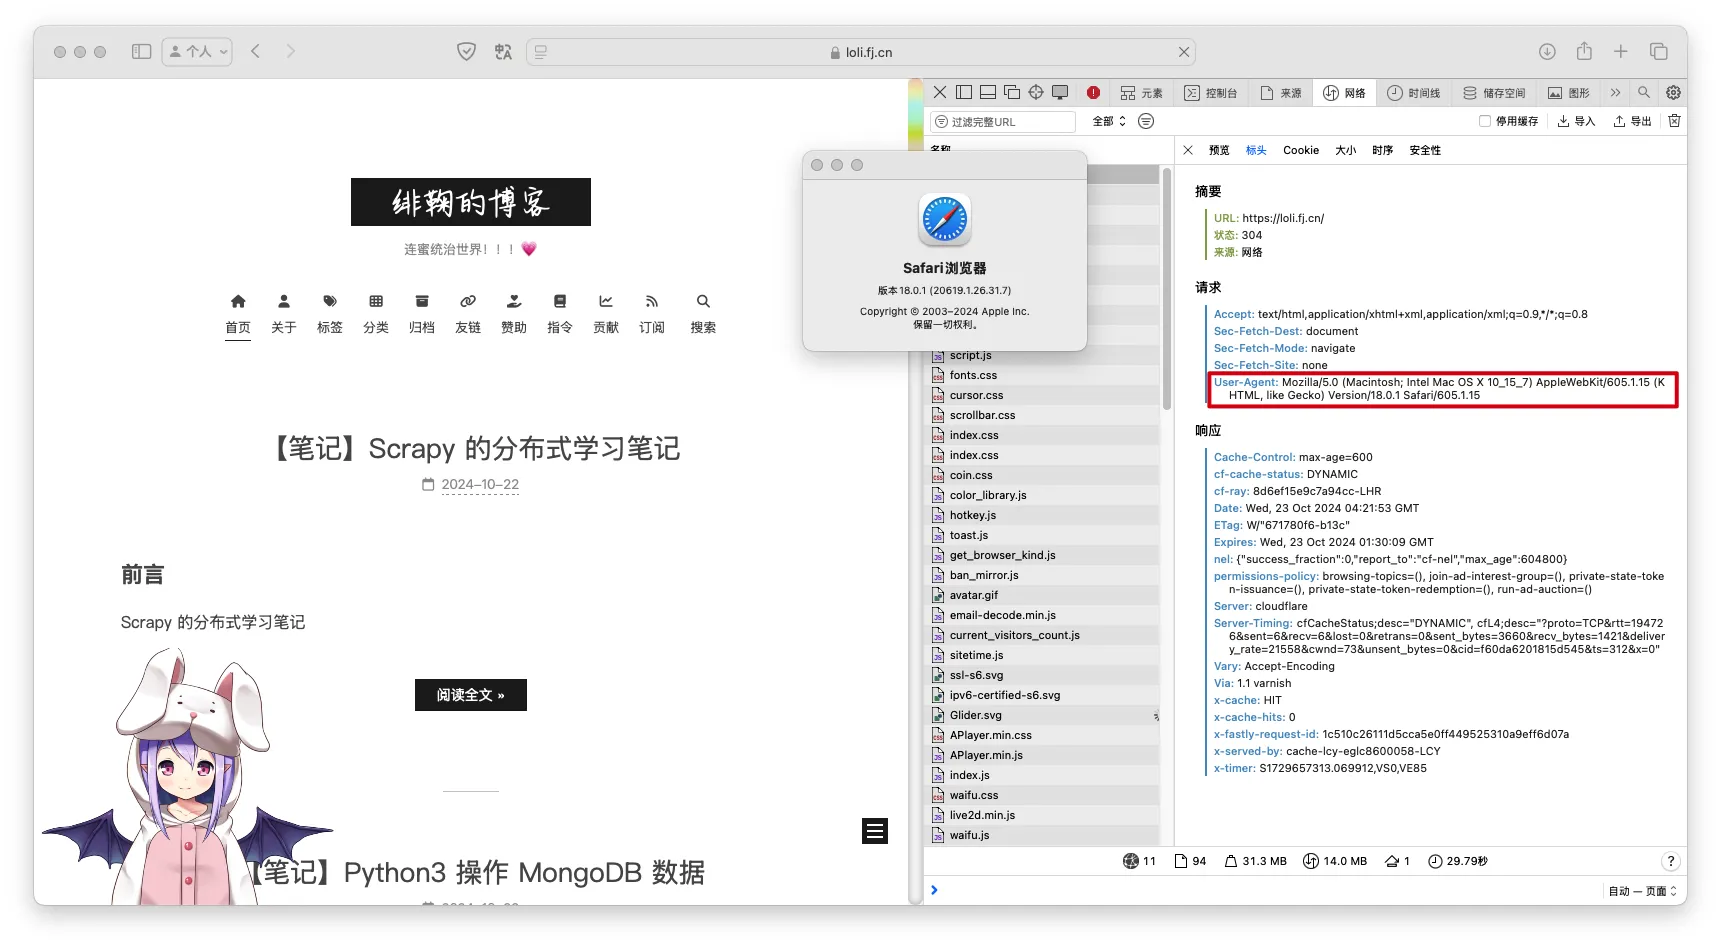 个人
loli.fj.cn
绯鞠的博客
连蜜统治世界！！！💗
首页 关于 标签 分类 归档 友链 赞助 指令 贡献 订阅 搜索
【笔记】Scrapy 的分布式学习笔记
2024-10-22
前言
Scrapy 的分布式学习笔记
阅读全文 »
【笔记】Python3 操作 MongoDB 数据
元素 控制台 来源 网络 时间线 储存空间 图形
过滤完整URL 全部 停用缓存 导入 导出
名称
Safari浏览器
版本18.0.1 (20619.1.26.31.7)
Copyright © 2003–2024 Apple Inc.
保留一切权利。
script.js
fonts.css
cursor.css
scrollbar.css
index.css
index.css
coin.css
color_library.js
hotkey.js
toast.js
get_browser_kind.js
ban_mirror.js
avatar.gif
email-decode.min.js
current_visitors_count.js
sitetime.js
ssl-s6.svg
ipv6-certified-s6.svg
Glider.svg
APlayer.min.css
APlayer.min.js
index.js
waifu.css
live2d.min.js
waifu.js
预览 标头 Cookie 大小 时序 安全性
摘要
URL: https://loli.fj.cn/
状态: 304
来源: 网络
请求
Accept: text/html,application/xhtml+xml,application/xml;q=0.9,*/*;q=0.8
Sec-Fetch-Dest: document
Sec-Fetch-Mode: navigate
Sec-Fetch-Site: none
User-Agent: Mozilla/5.0 (Macintosh; Intel Mac OS X 10_15_7) AppleWebKit/605.1.15 (K
HTML, like Gecko) Version/18.0.1 Safari/605.1.15
响应
Cache-Control: max-age=600
cf-cache-status: DYNAMIC
cf-ray: 8d6ef15e9c7a94cc-LHR
Date: Wed, 23 Oct 2024 04:21:53 GMT
ETag: W/"671780f6-b13c"
Expires: Wed, 23 Oct 2024 01:30:09 GMT
nel: {"success_fraction":0,"report_to":"cf-nel","max_age":604800}
permissions-policy: browsing-topics=(), join-ad-interest-group=(), private-state-toke
n-issuance=(), private-state-token-redemption=(), run-ad-auction=()
Server: cloudflare
Server-Timing: cfCacheStatus;desc="DYNAMIC", cfL4;desc="?proto=TCP&rtt=19472
6&sent=6&recv=6&lost=0&retrans=0&sent_bytes=3660&recv_bytes=1421&deliver
y_rate=21558&cwnd=73&unsent_bytes=0&cid=f60da6201815d545&ts=312&x=0"
Vary: Accept-Encoding
Via: 1.1 varnish
x-cache: HIT
x-cache-hits: 0
x-fastly-request-id: 1c510c26111d5cca5e0ff449525310a9eff6d07a
x-served-by: cache-lcy-eglc8600058-LCY
x-timer: S1729657313.069912,VS0,VE85
11 94 31.3 MB 14.0 MB 1 29.79秒
自动 — 页面